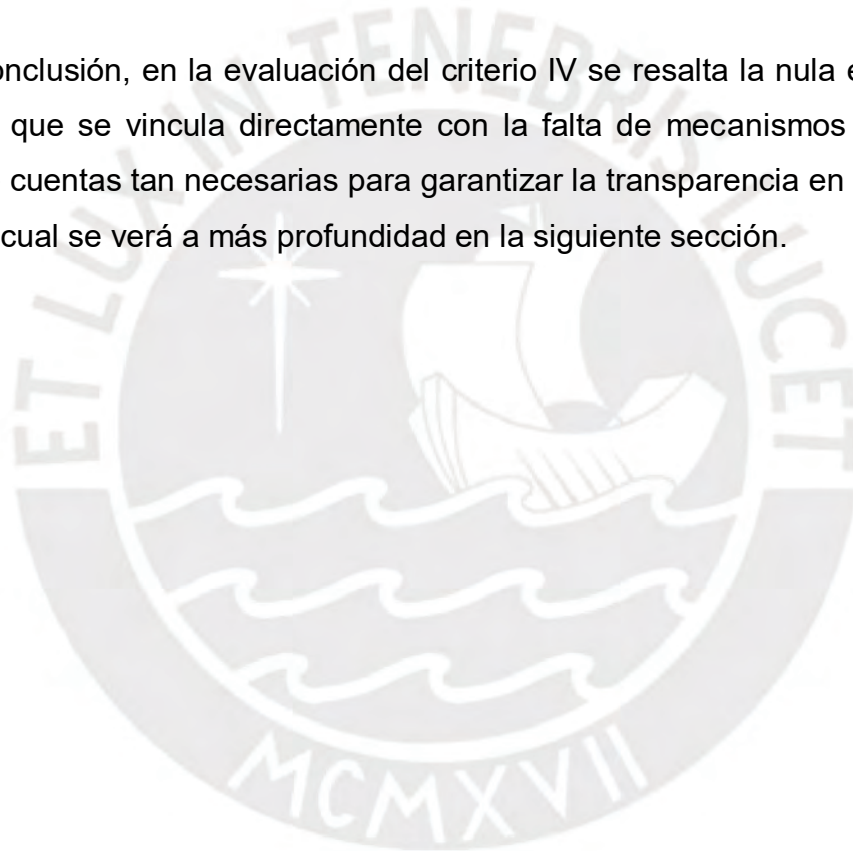 onclusión, en la evaluación del criterio IV se resalta la nula e
que se vincula directamente con la falta de mecanismos
cuentas tan necesarias para garantizar la transparencia en
cual se verá a más profundidad en la siguiente sección.
ET LUX IN TENEBRIS LUCET
MCMXVII